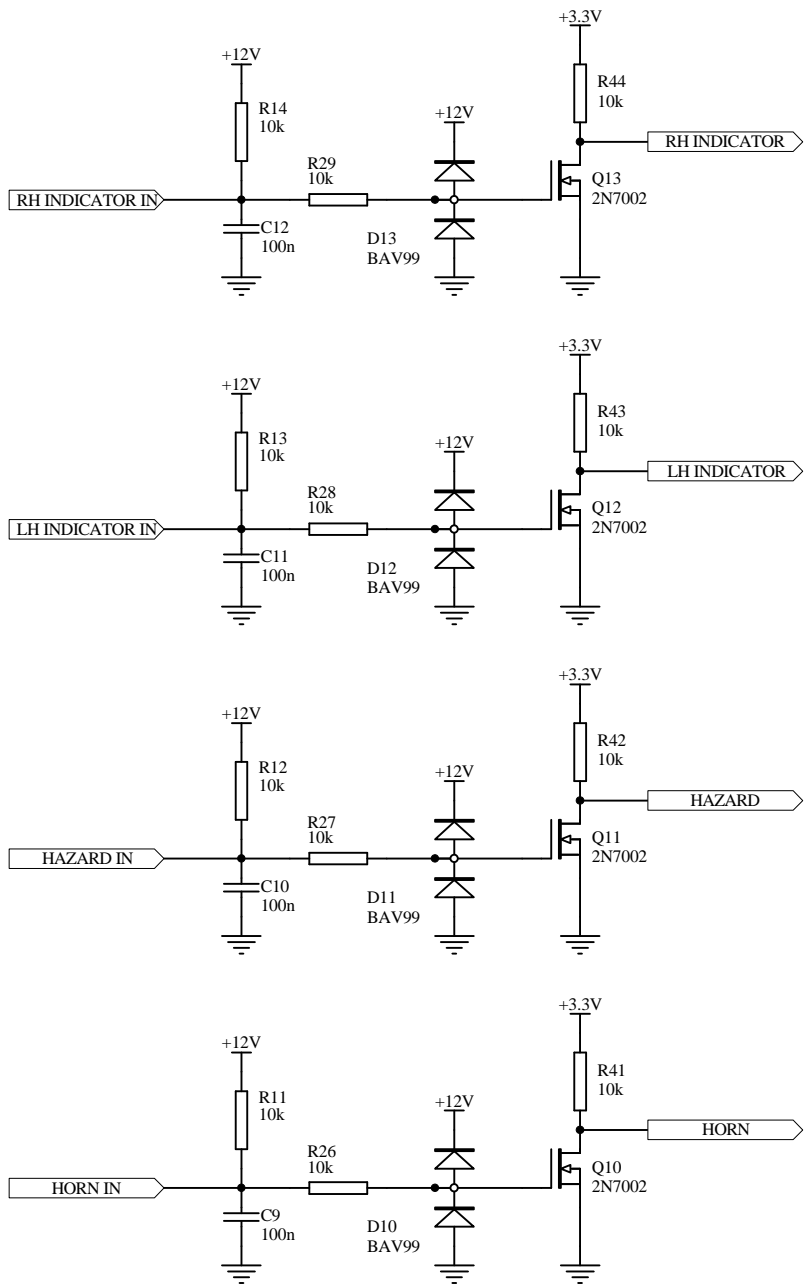 +3.3V
+12V
R44
10k
R14
10k
+12V
RH INDICATOR
R29
10k
Q13
2N7002
RH INDICATOR IN
C12
100n
D13
BAV99
+3.3V
+12V
R43
10k
R13
10k
+12V
LH INDICATOR
R28
10k
Q12
2N7002
LH INDICATOR IN
C11
100n
D12
BAV99
+3.3V
+12V
R42
10k
R12
10k
+12V
HAZARD
R27
10k
Q11
2N7002
HAZARD IN
C10
100n
D11
BAV99
+3.3V
+12V
R41
10k
R11
10k
+12V
HORN
R26
10k
Q10
2N7002
HORN IN
C9
100n
D10
BAV99